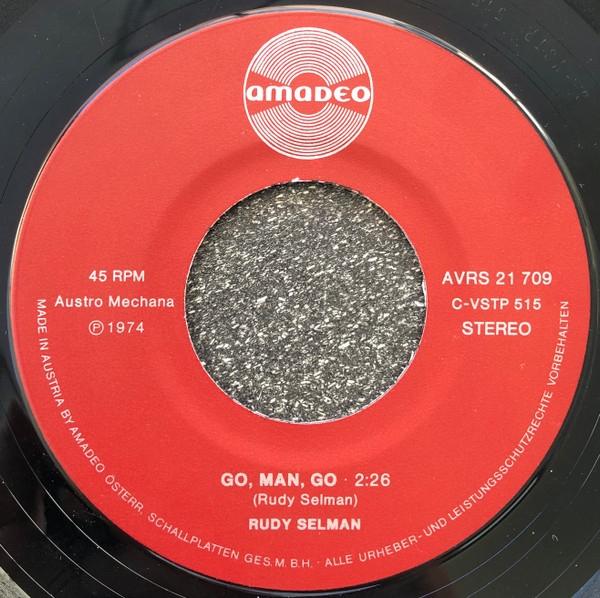 amadeo
45 RPM
Austro Mechana
Ⓟ 1974
AVRS 21 709
C-VSTP 515
STEREO
GO, MAN, GO · 2:26
(Rudy Selman)
RUDY SELMAN
MADE IN AUSTRIA BY AMADEO ÖSTERR. SCHALLPLATTEN GES.M.B.H. · ALLE URHEBER- UND LEISTUNGSSCHUTZRECHTE VORBEHALTEN